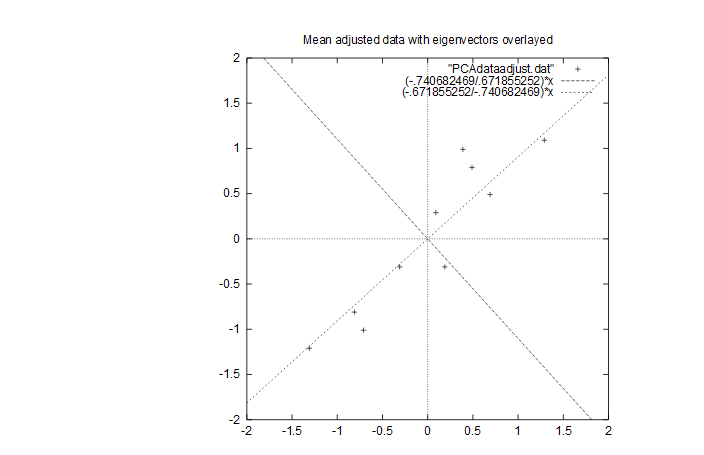 Mean adjusted data with eigenvectors overlayed
2
"PCAdataadjust.dat"
(-.740682469/.671855252)*x
(-.671855252/-.740682469)*x
1.5
1
0.5
0
-0.5
-1
-1.5
-2
-2 -1.5 -1 -0.5 0 0.5 1 1.5 2